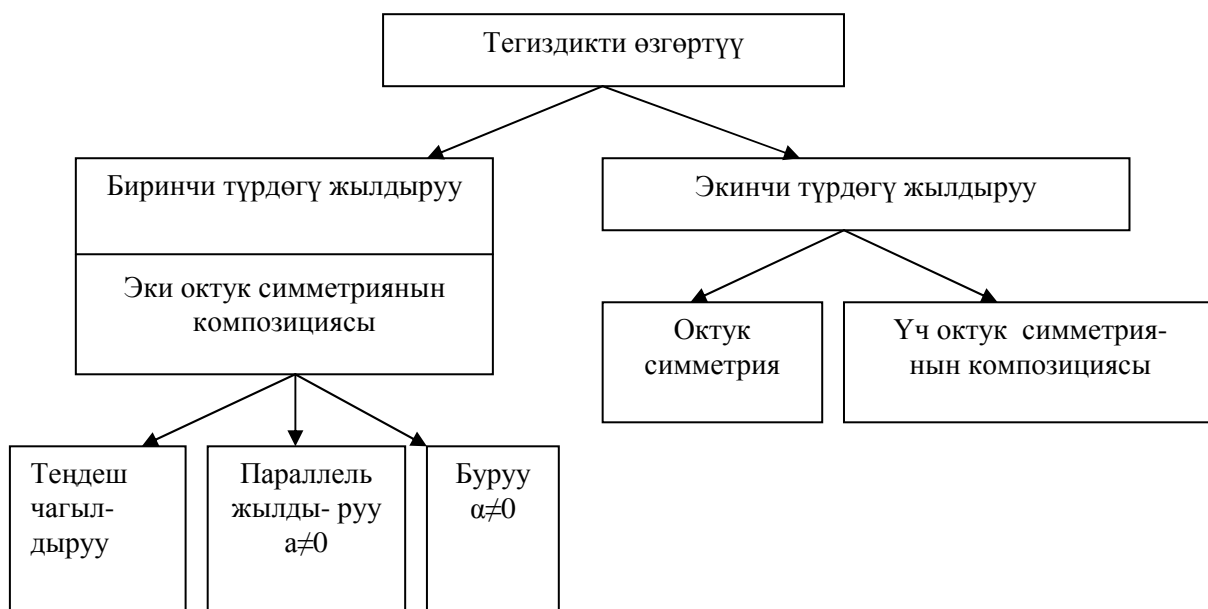 Тегиздикти өзгөртүү
Биринчи түрдөгү жылдыруу
Экинчи түрдөгү жылдыруу
Эки октук симметриянын
композициясы
Октук
симметрия
Үч октук симметрия-
нын композициясы
Теңдеш
чагыл-
дыруу
Параллель
жылды- руу
а≠0
Буруу
α≠0